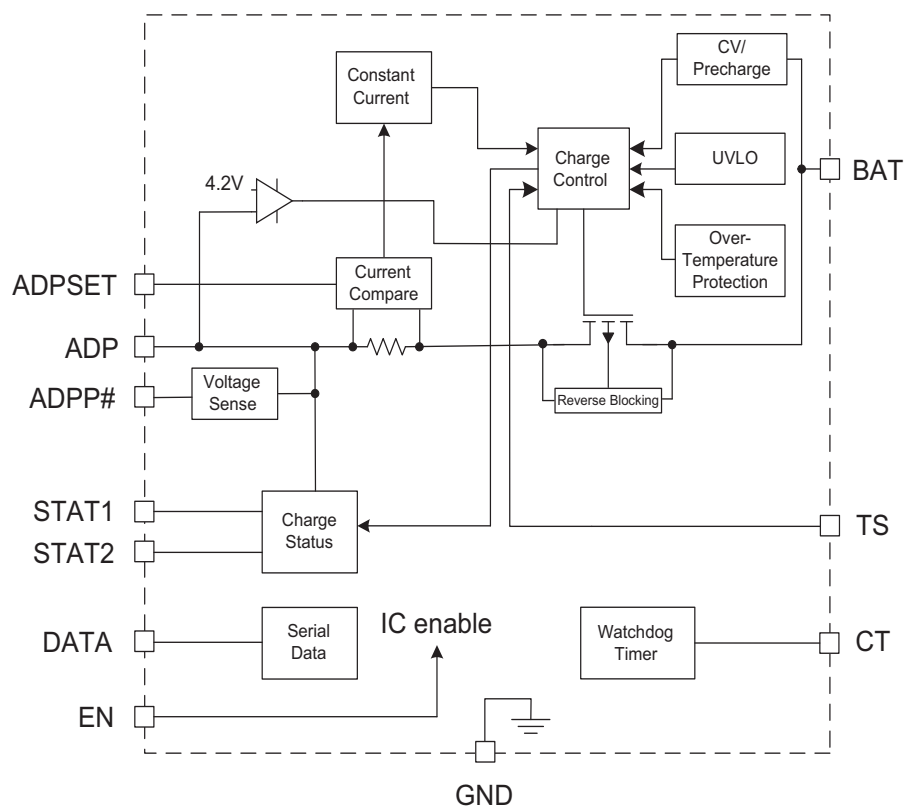 CV/
Precharge
Constant
Current
Charge
Control
UVLO
BAT
4.2V
Over-
Temperature
Protection
ADPSET
Current
Compare
ADP
ADPP#
Voltage
Sense
Reverse Blocking
STAT1
STAT2
Charge
Status
TS
DATA
Serial
Data
IC enable
Watchdog
Timer
CT
EN
GND